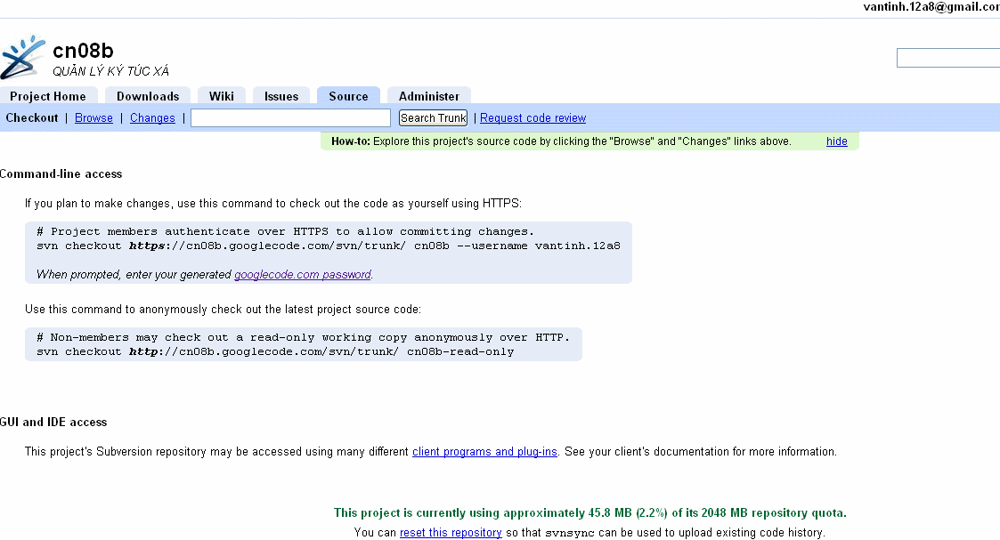 vantinh.12a8@gmail.com
cn08b
QUẢN LÝ KÝ TÚC XÁ
Project Home Downloads Wiki Issues Source Administer
Checkout | Browse | Changes | Search Trunk | Request code review
How-to: Explore this project's source code by clicking the "Browse" and "Changes" links above. hide
Command-line access
If you plan to make changes, use this command to check out the code as yourself using HTTPS:
# Project members authenticate over HTTPS to allow committing changes.
svn checkout https://cn08b.googlecode.com/svn/trunk/ cn08b --username vantinh.12a8
When prompted, enter your generated googlecode.com password.
Use this command to anonymously check out the latest project source code:
# Non-members may check out a read-only working copy anonymously over HTTP.
svn checkout http://cn08b.googlecode.com/svn/trunk/ cn08b-read-only
GUI and IDE access
This project's Subversion repository may be accessed using many different client programs and plug-ins. See your client's documentation for more information.
This project is currently using approximately 45.8 MB (2.2%) of its 2048 MB repository quota.
You can reset this repository so that svnsync can be used to upload existing code history.